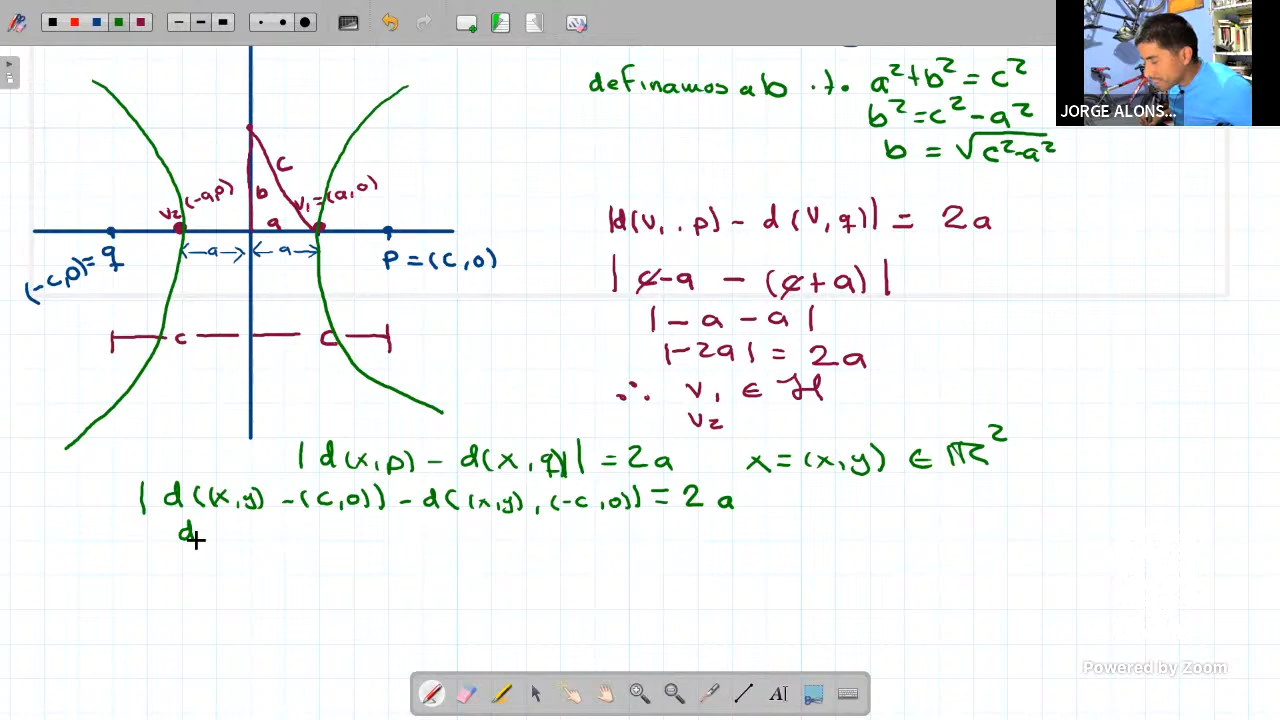 definamos a b .t. a²+b² = c²
b² = c² - a²
b = √c²-a²
JORGE ALONS...
c
b
a
v₂ (-a,0)
v₁=(a,0)
a
a
(-c,0) = q
p = (c,0)
c
c
|d(v₁, p) - d(v₁,q)| = 2a
| c-a - (c+a) |
| - a - a |
|-2a| = 2a
∴ v₁ ∈ H
v₂
| d(x,p) - d(x,q)| = 2a x = (x,y) ∈ ℝ²
| d((x,y) - (c,0)) - d((x,y), (-c,0)) = 2a
d
Powered by Zoom